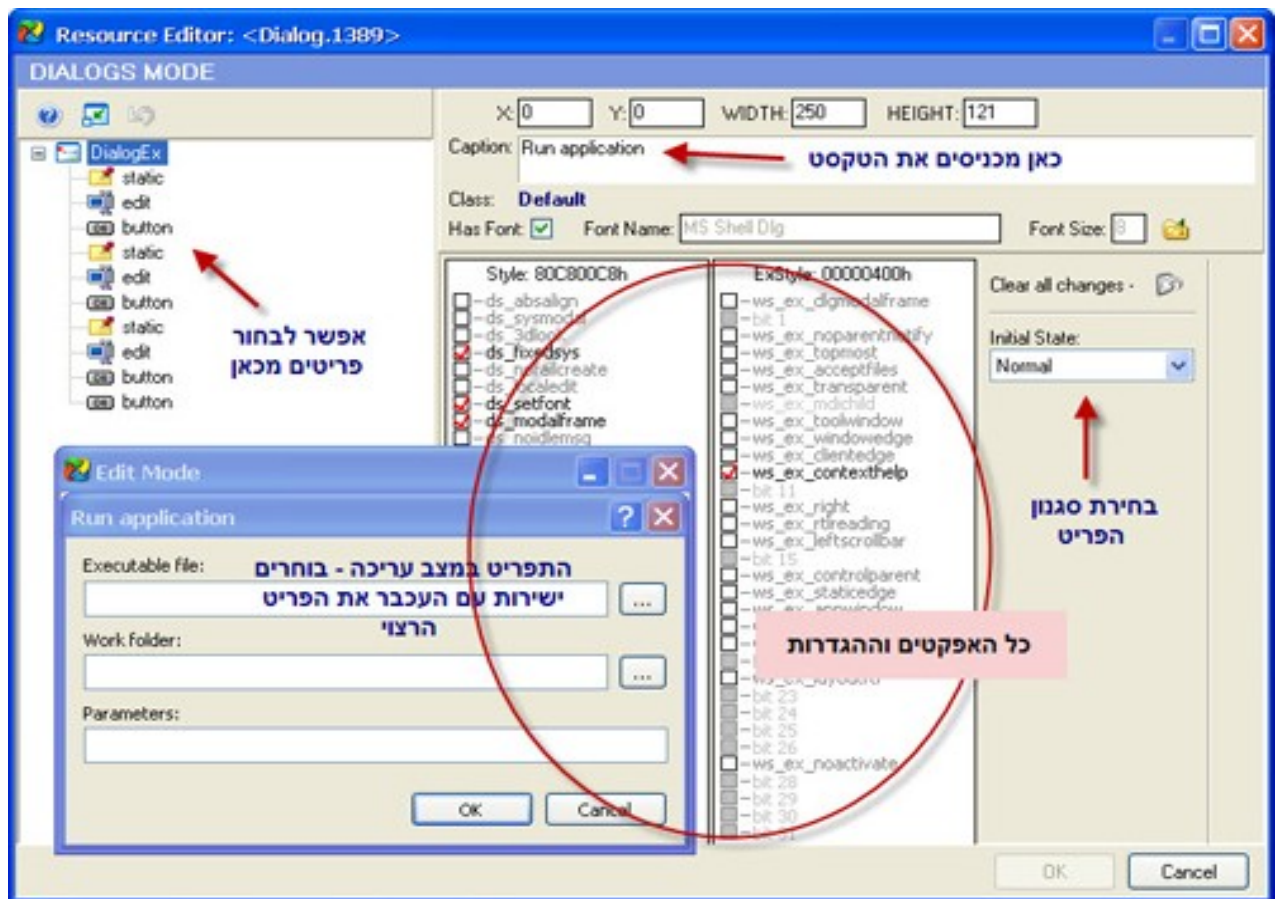 Resource Editor: <Dialog.1389>
DIALOGS MODE
X: 0 Y: 0 WIDTH: 250 HEIGHT: 121
Caption: Run application
כאן מכניסים את הטקסט
Class: Default
Has Font: Font Name: MS Shell Dlg Font Size: 8
DialogEx
static
edit
button
static
edit
button
static
edit
button
button
אפשר לבחור
פריטים מכאן
Style: 80C800C8h
ds_absalign
ds_sysmodal
ds_3dlook
ds_fixedsys
ds_nofailcreate
ds_localedit
ds_setfont
ds_modalframe
ds_noidlemsg
ExStyle: 00000400h
ws_ex_dlgmodalframe
bit 1
ws_ex_noparentnotify
ws_ex_topmost
ws_ex_acceptfiles
ws_ex_transparent
ws_ex_mdichild
ws_ex_toolwindow
ws_ex_windowedge
ws_ex_clientedge
ws_ex_contexthelp
bit 11
ws_ex_right
ws_ex_rtlreading
ws_ex_leftscrollbar
bit 15
ws_ex_controlparent
ws_ex_staticedge
ws_ex_appwindow
כל האפקטים וההגדרות
bit 23
bit 24
bit 25
bit 26
ws_ex_noactivate
bit 28
bit 29
bit 30
bit 31
Clear all changes -
Initial State:
Normal
בחירת סגנון
הפריט
Edit Mode
Run application
Executable file:
התפריט במצב עריכה - בוחרים
ישירות עם העכבר את הפריט
הרצוי
...
Work folder:
...
Parameters:
OK Cancel
OK Cancel